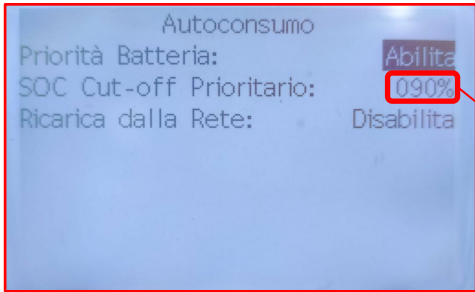 Autoconsumo
Priorità Batteria: Abilita
SOC Cut-off Prioritario: 090%
Ricarica dalla Rete: Disabilita